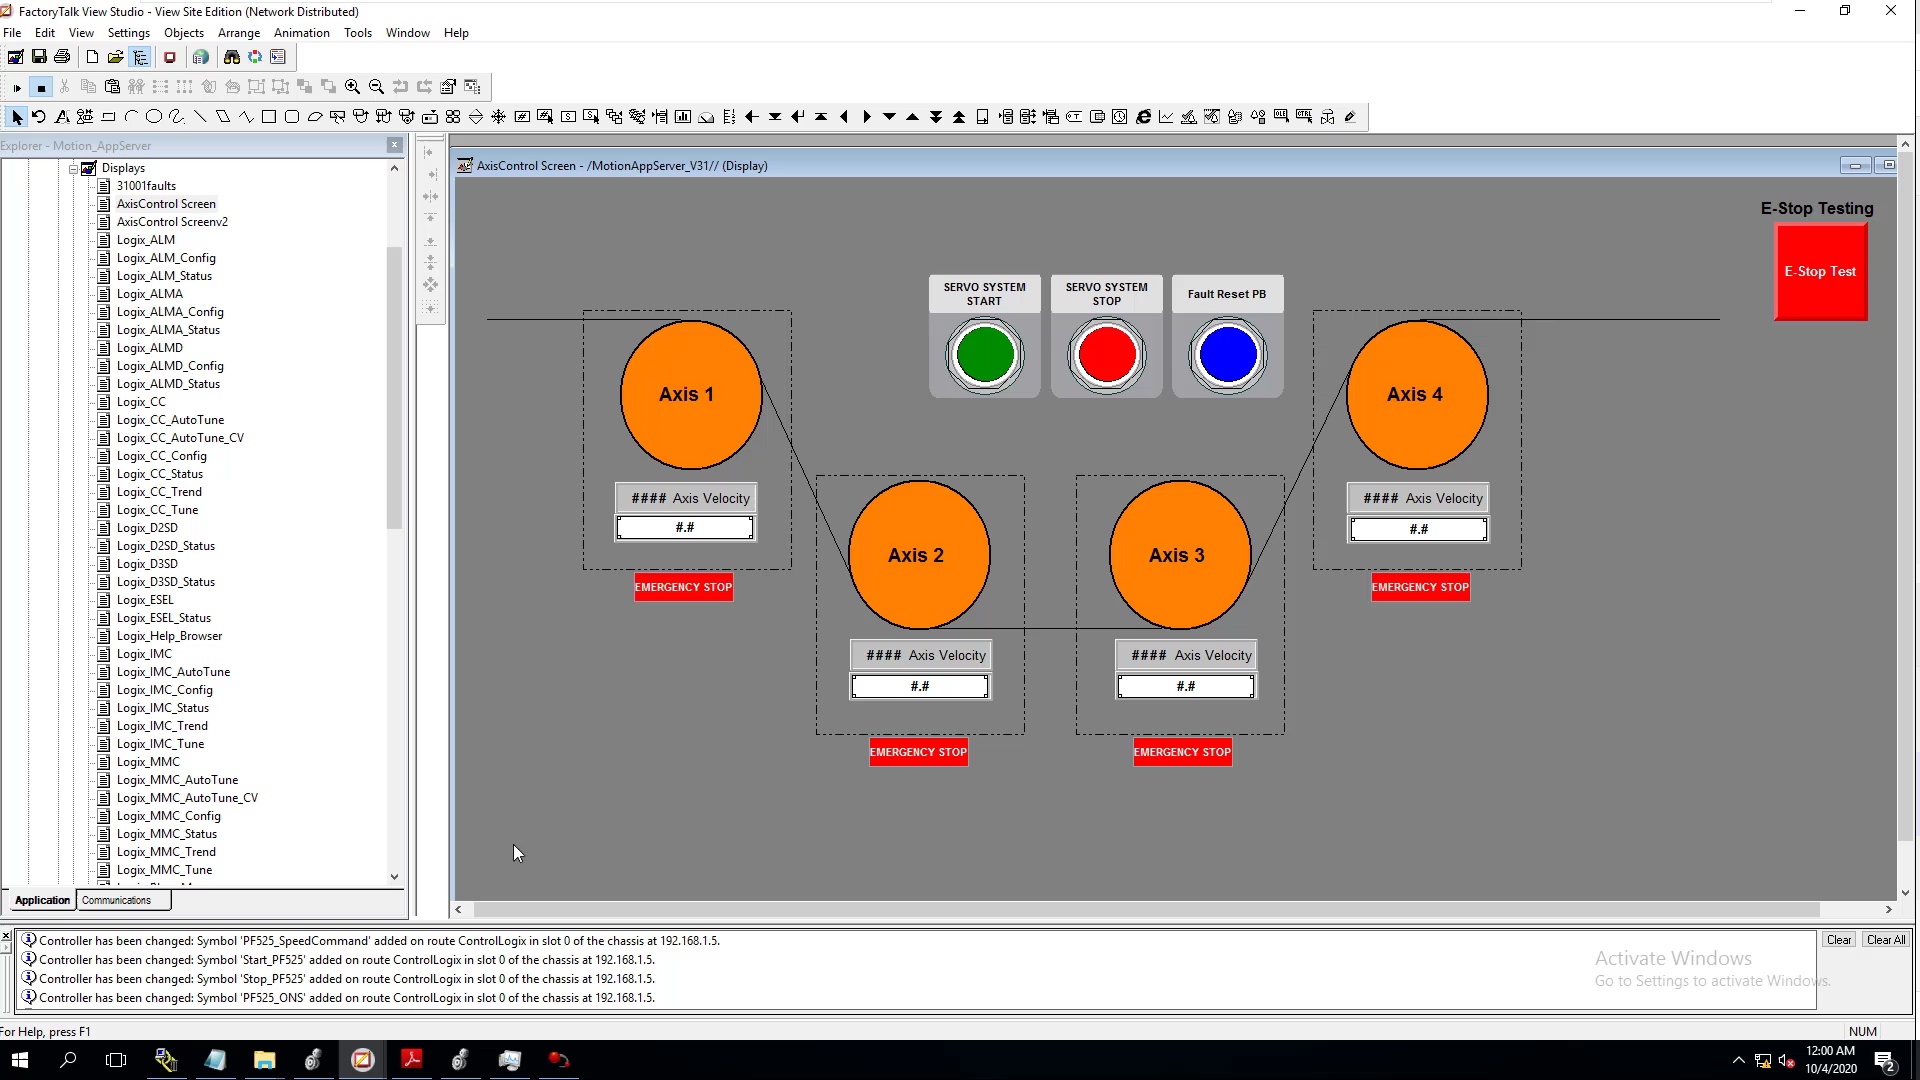 FactoryTalk View Studio - View Site Edition (Network Distributed)
File Edit View Settings Objects Arrange Animation Tools Window Help
Explorer - Motion_AppServer
Displays
31001faults
AxisControl Screen
AxisControl Screenv2
Logix_ALM
Logix_ALM_Config
Logix_ALM_Status
Logix_ALMA
Logix_ALMA_Config
Logix_ALMA_Status
Logix_ALMD
Logix_ALMD_Config
Logix_ALMD_Status
Logix_CC
Logix_CC_AutoTune
Logix_CC_AutoTune_CV
Logix_CC_Config
Logix_CC_Status
Logix_CC_Trend
Logix_CC_Tune
Logix_D2SD
Logix_D2SD_Status
Logix_D3SD
Logix_D3SD_Status
Logix_ESEL
Logix_ESEL_Status
Logix_Help_Browser
Logix_IMC
Logix_IMC_AutoTune
Logix_IMC_Config
Logix_IMC_Status
Logix_IMC_Trend
Logix_IMC_Tune
Logix_MMC
Logix_MMC_AutoTune
Logix_MMC_AutoTune_CV
Logix_MMC_Config
Logix_MMC_Status
Logix_MMC_Trend
Logix_MMC_Tune
Application Communications
AxisControl Screen - /MotionAppServer_V31// (Display)
E-Stop Testing
E-Stop Test
SERVO SYSTEM
START
SERVO SYSTEM
STOP
Fault Reset PB
Axis 1
#### Axis Velocity
#.#
EMERGENCY STOP
Axis 2
#### Axis Velocity
#.#
EMERGENCY STOP
Axis 3
#### Axis Velocity
#.#
EMERGENCY STOP
Axis 4
#### Axis Velocity
#.#
EMERGENCY STOP
Controller has been changed: Symbol 'PF525_SpeedCommand' added on route ControlLogix in slot 0 of the chassis at 192.168.1.5.
Controller has been changed: Symbol 'Start_PF525' added on route ControlLogix in slot 0 of the chassis at 192.168.1.5.
Controller has been changed: Symbol 'Stop_PF525' added on route ControlLogix in slot 0 of the chassis at 192.168.1.5.
Controller has been changed: Symbol 'PF525_ONS' added on route ControlLogix in slot 0 of the chassis at 192.168.1.5.
Clear Clear All
Activate Windows
Go to Settings to activate Windows.
For Help, press F1
NUM
12:00 AM
10/4/2020
2